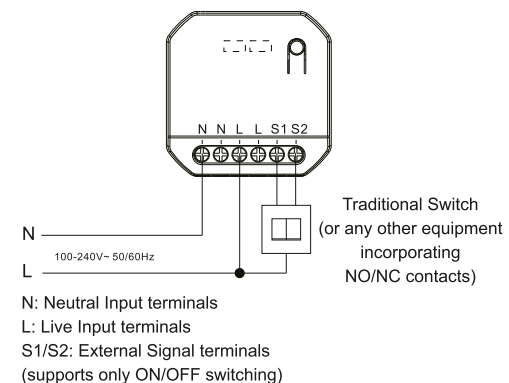 N N L L S1 S2
Traditional Switch
(or any other equipment
incorporating
NO/NC contacts)
N
100-240V~ 50/60Hz
L
N: Neutral Input terminals
L: Live Input terminals
S1/S2: External Signal terminals
(supports only ON/OFF switching)